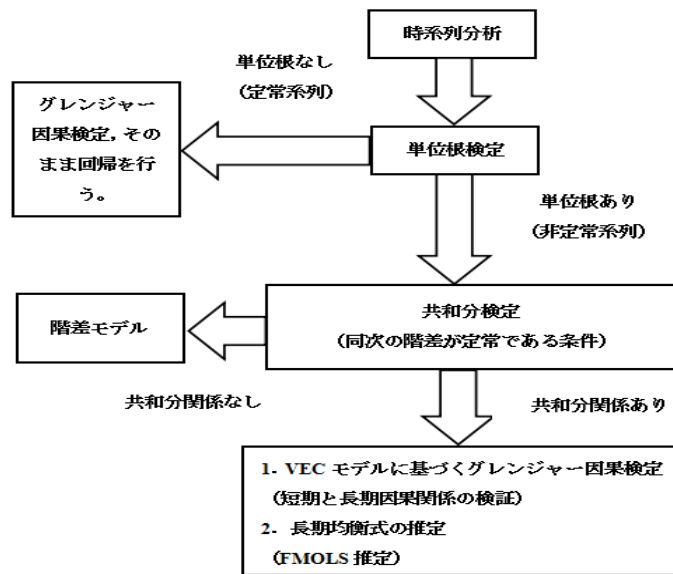 時系列分析
単位根なし
(定常系列)
グレンジャー
因果検定, その
まま回帰を行
う。
単位根検定
単位根あり
(非定常系列)
共和分検定
(同次の階差が定常である条件)
階差モデル
共和分関係なし
共和分関係あり
1. VEC モデルに基づくグレンジャー因果検定
(短期と長期因果関係の検証)
2. 長期均衡式の推定
(FMOLS 推定)